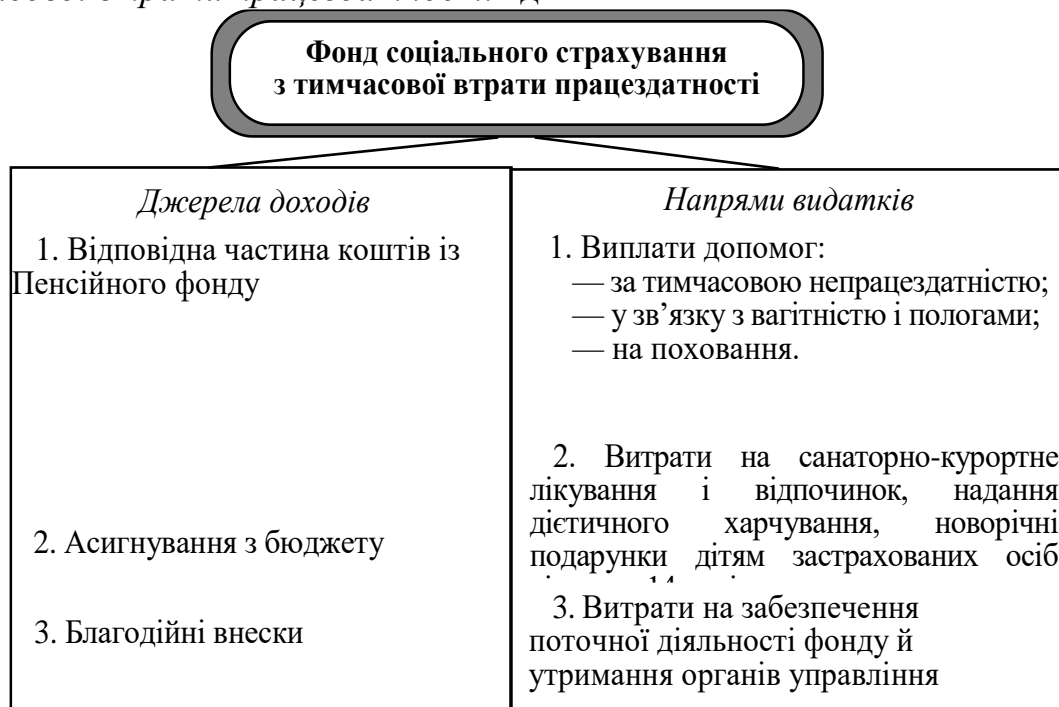 Фонд соціального страхування
з тимчасової втрати працездатності
Джерела доходів
1. Відповідна частина коштів із
Пенсійного фонду
2. Асигнування з бюджету
3. Благодійні внески
Напрями видатків
1. Виплати допомог:
— за тимчасовою непрацездатністю;
— у зв’язку з вагітністю і пологами;
— на поховання.
2. Витрати на санаторно-курортне
лікування і відпочинок, надання
дієтичного харчування, новорічні
подарунки дітям застрахованих осіб
14
3. Витрати на забезпечення
поточної діяльності фонду й
утримання органів управління